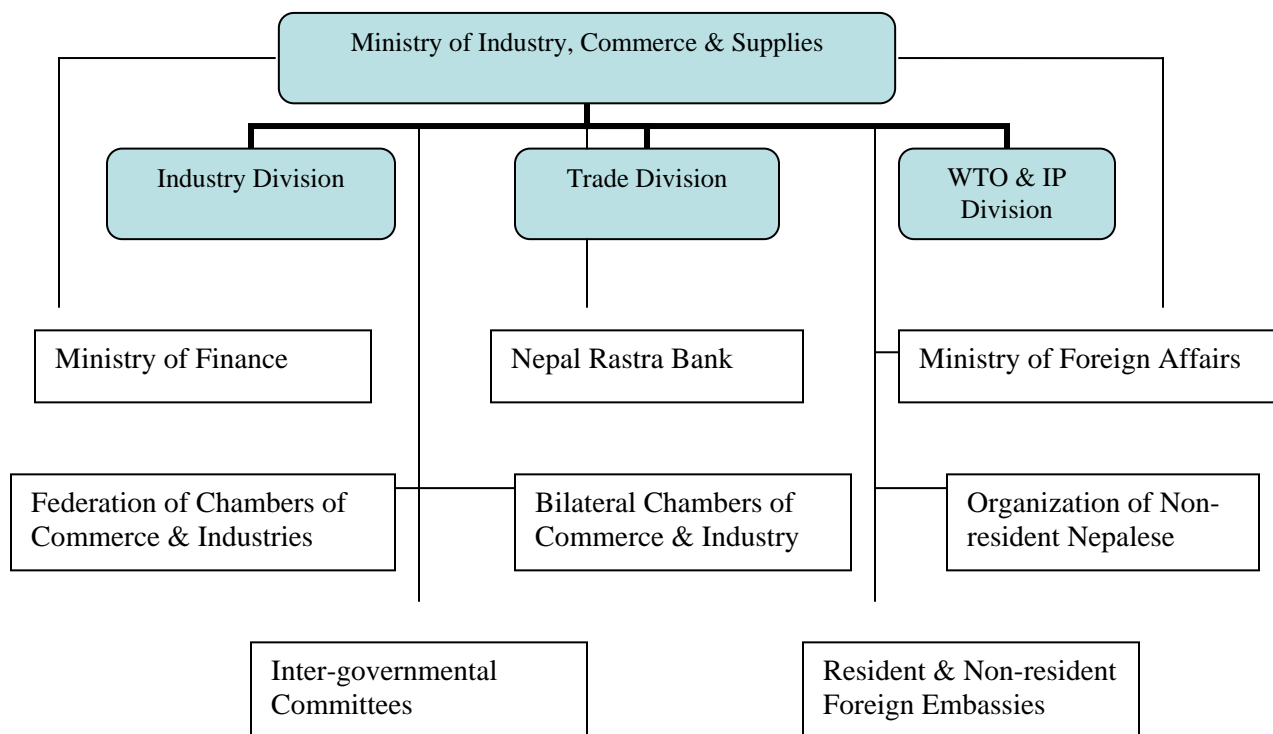 Ministry of Industry, Commerce & Supplies
Industry Division
Trade Division
WTO & IP
Division
Ministry of Finance
Nepal Rastra Bank
Ministry of Foreign Affairs
Federation of Chambers of
Commerce & Industries
Bilateral Chambers of
Commerce & Industry
Organization of Non-
resident Nepalese
Inter-governmental
Committees
Resident & Non-resident
Foreign Embassies